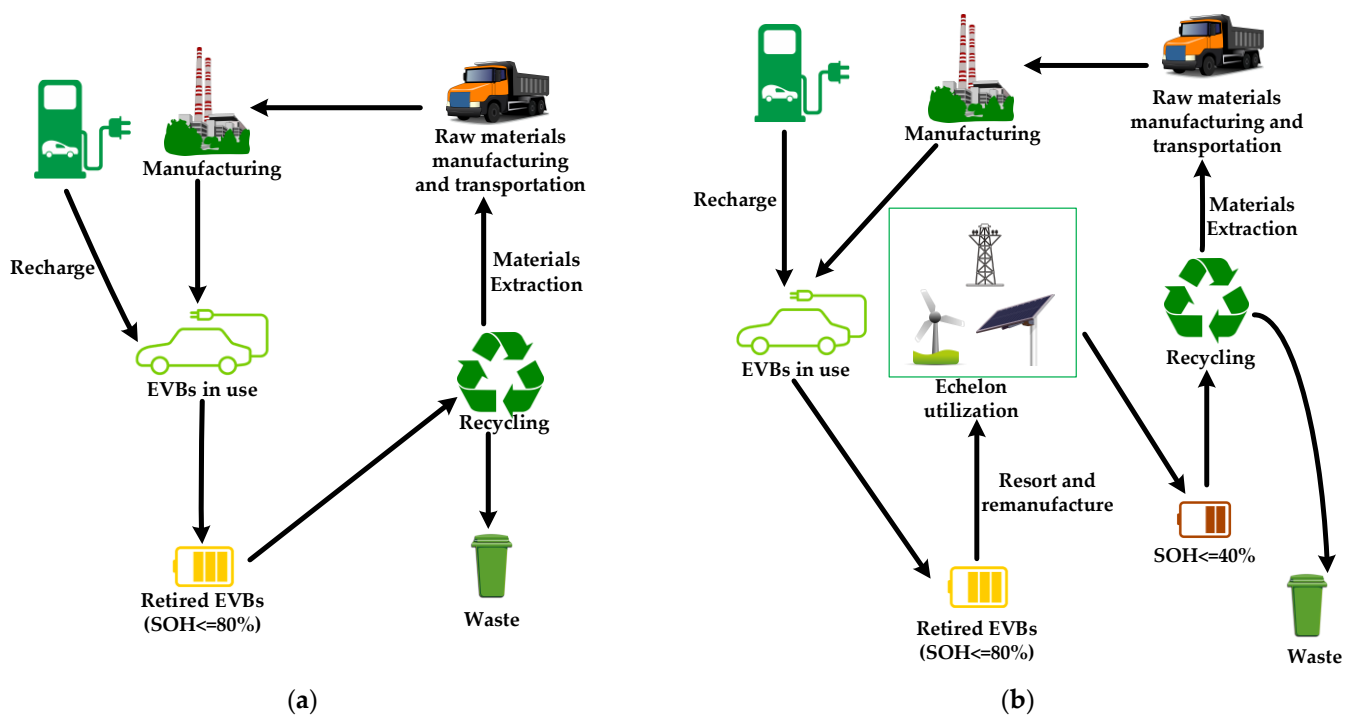 Manufacturing
Raw materials
manufacturing
and transportation
Recharge
Materials
Extraction
EVBs in use
Recycling
Retired EVBs
(SOH<=80%)
Waste
(a)
Manufacturing
Raw materials
manufacturing and
transportation
Recharge
Materials
Extraction
EVBs in use
Echelon
utilization
Recycling
Resort and
remanufacture
SOH<=40%
Retired EVBs
(SOH<=80%)
Waste
(b)